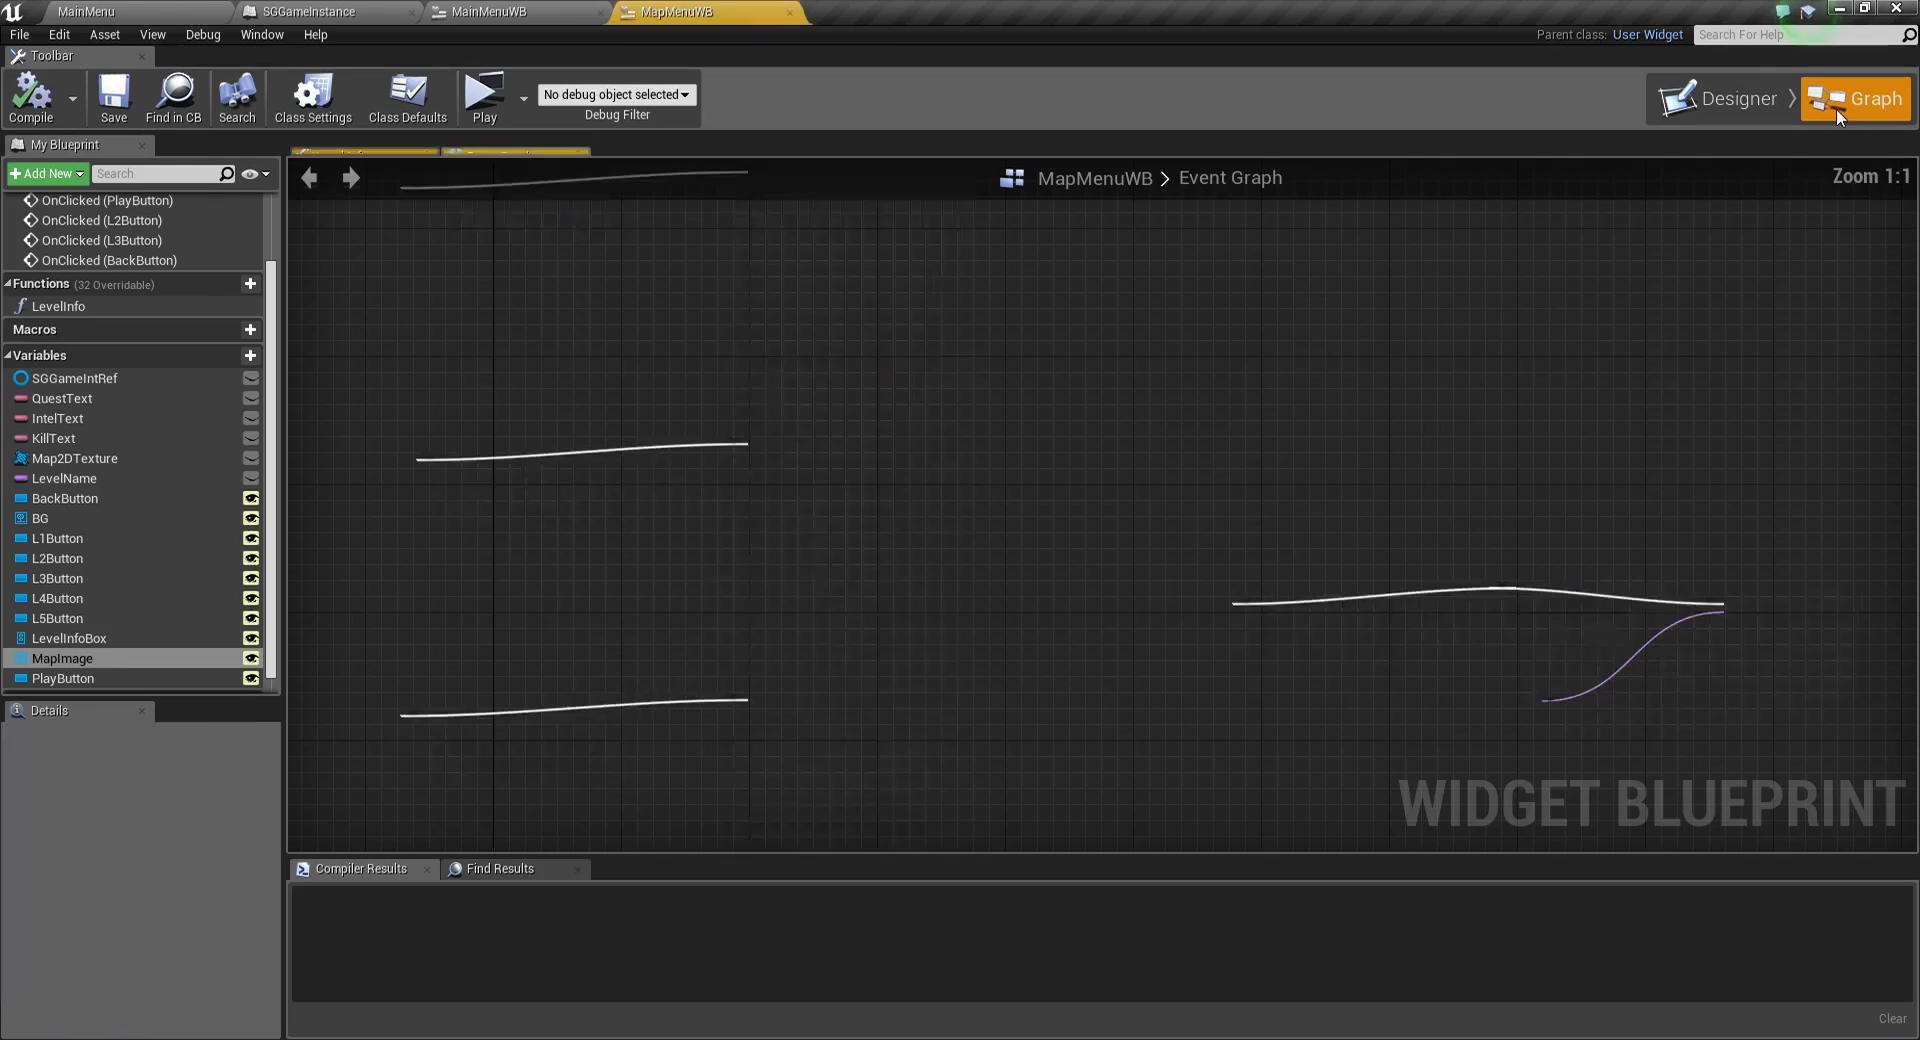 MainMenu
SGGameInstance
MainMenuWB
MapMenuWB
File Edit Asset View Debug Window Help
Parent class: User Widget
Search For Help
Toolbar
Compile
Save
Find in CB
Search
Class Settings
Class Defaults
Play
No debug object selected
Debug Filter
Designer
Graph
My Blueprint
Add New
Search
MapMenuWB > Event Graph
Zoom 1:1
OnClicked (PlayButton)
OnClicked (L2Button)
OnClicked (L3Button)
OnClicked (BackButton)
Functions (32 Overridable)
LevelInfo
Macros
Variables
SGGameIntRef
QuestText
IntelText
KillText
Map2DTexture
LevelName
BackButton
BG
L1Button
L2Button
L3Button
L4Button
L5Button
LevelInfoBox
MapImage
PlayButton
Details
WIDGET BLUEPRINT
Compiler Results
Find Results
Clear